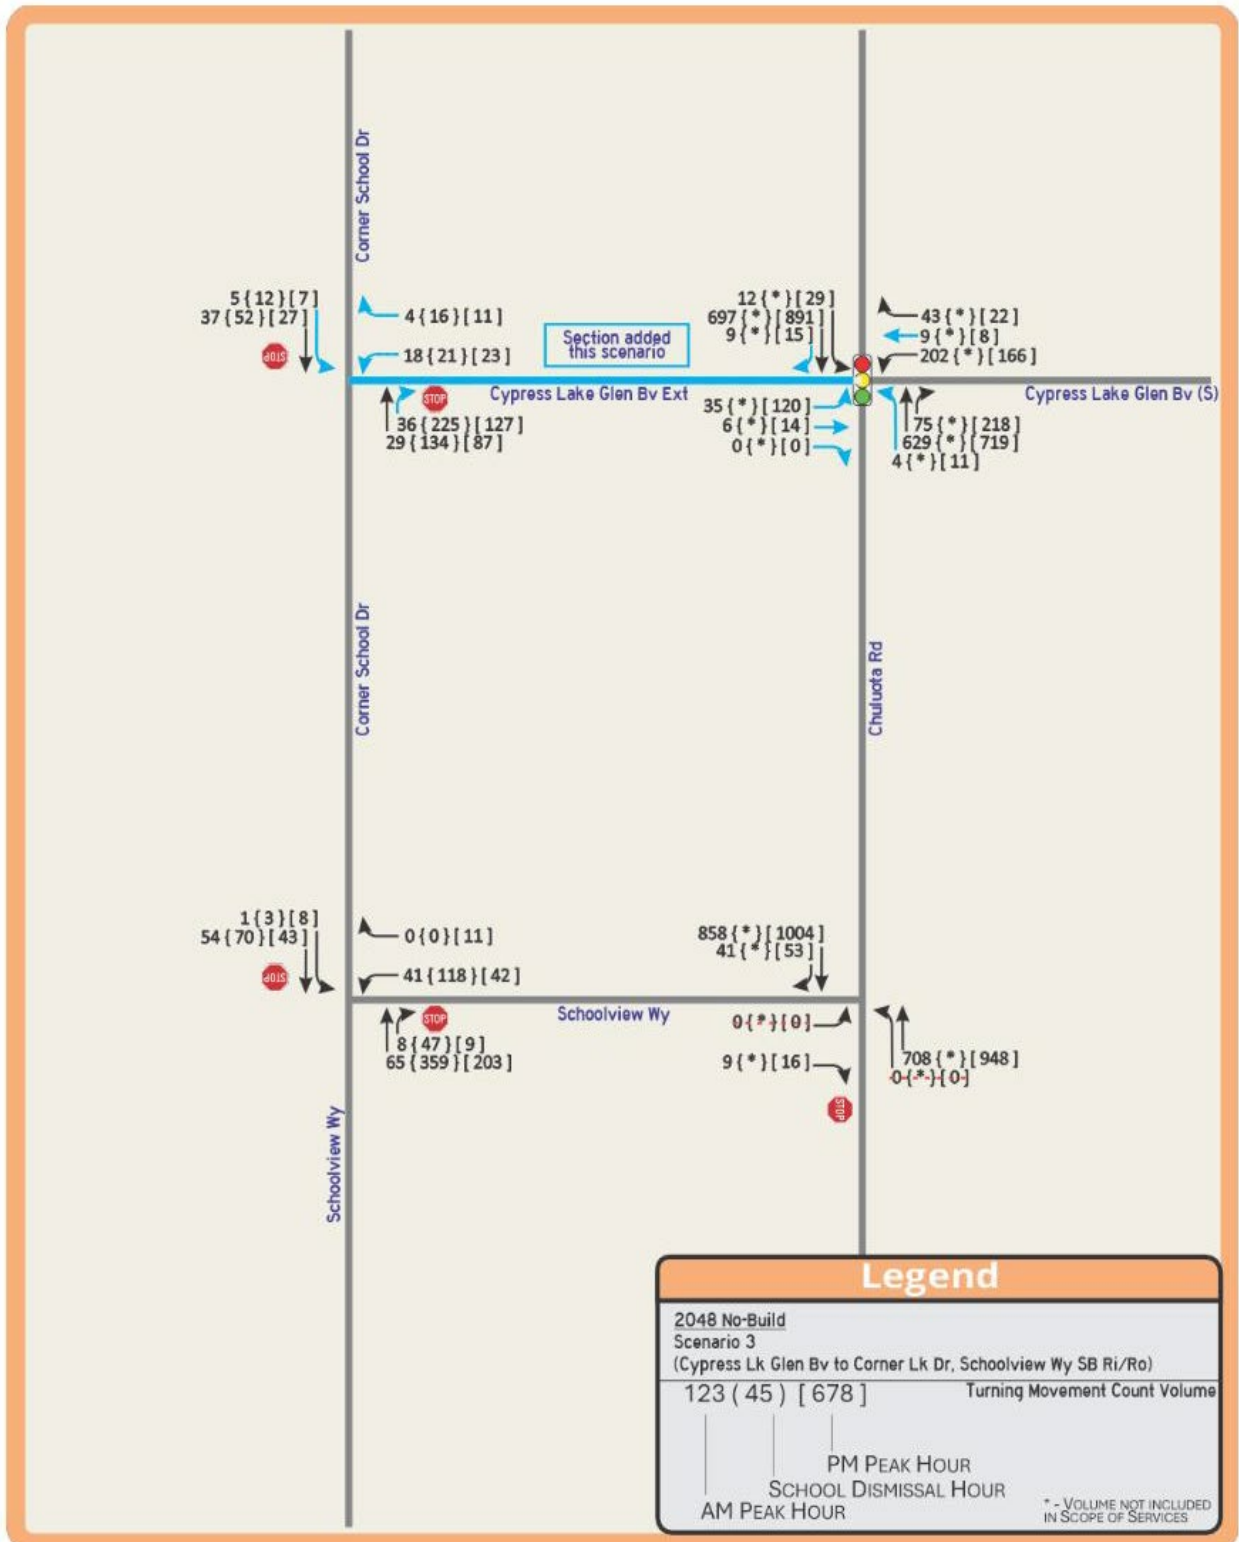 Corner School Dr
5 { 12 } [ 7 ]
37 { 52 } [ 27 ]
STOP
4 { 16 } [ 11 ]
18 { 21 } [ 23 ]
Section added
this scenario
12 { * } [ 29 ]
697 { * } [ 891 ]
9 { * } [ 15 ]
43 { * } [ 22 ]
9 { * } [ 8 ]
202 { * } [ 166 ]
Cypress Lake Glen Bv Ext
Cypress Lake Glen Bv (S)
STOP
36 { 225 } [ 127 ]
29 { 134 } [ 87 ]
35 { * } [ 120 ]
6 { * } [ 14 ]
0 { * } [ 0 ]
75 { * } [ 218 ]
629 { * } [ 719 ]
4 { * } [ 11 ]
Corner School Dr
Chuluota Rd
1 { 3 } [ 8 ]
54 { 70 } [ 43 ]
STOP
0 { 0 } [ 11 ]
41 { 118 } [ 42 ]
858 { * } [ 1004 ]
41 { * } [ 53 ]
STOP
8 { 47 } [ 9 ]
65 { 359 } [ 203 ]
Schoolview Wy
0 { * } [ 0 ]
9 { * } [ 16 ]
STOP
708 { * } [ 948 ]
0 { * } [ 0 ]
Schoolview Wy
Legend
2048 No-Build
Scenario 3
(Cypress Lk Glen Bv to Corner Lk Dr, Schoolview Wy SB Ri/Ro)
123 ( 45 ) [ 678 ] Turning Movement Count Volume
PM PEAK HOUR
SCHOOL DISMISSAL HOUR
AM PEAK HOUR
* - VOLUME NOT INCLUDED
IN SCOPE OF SERVICES